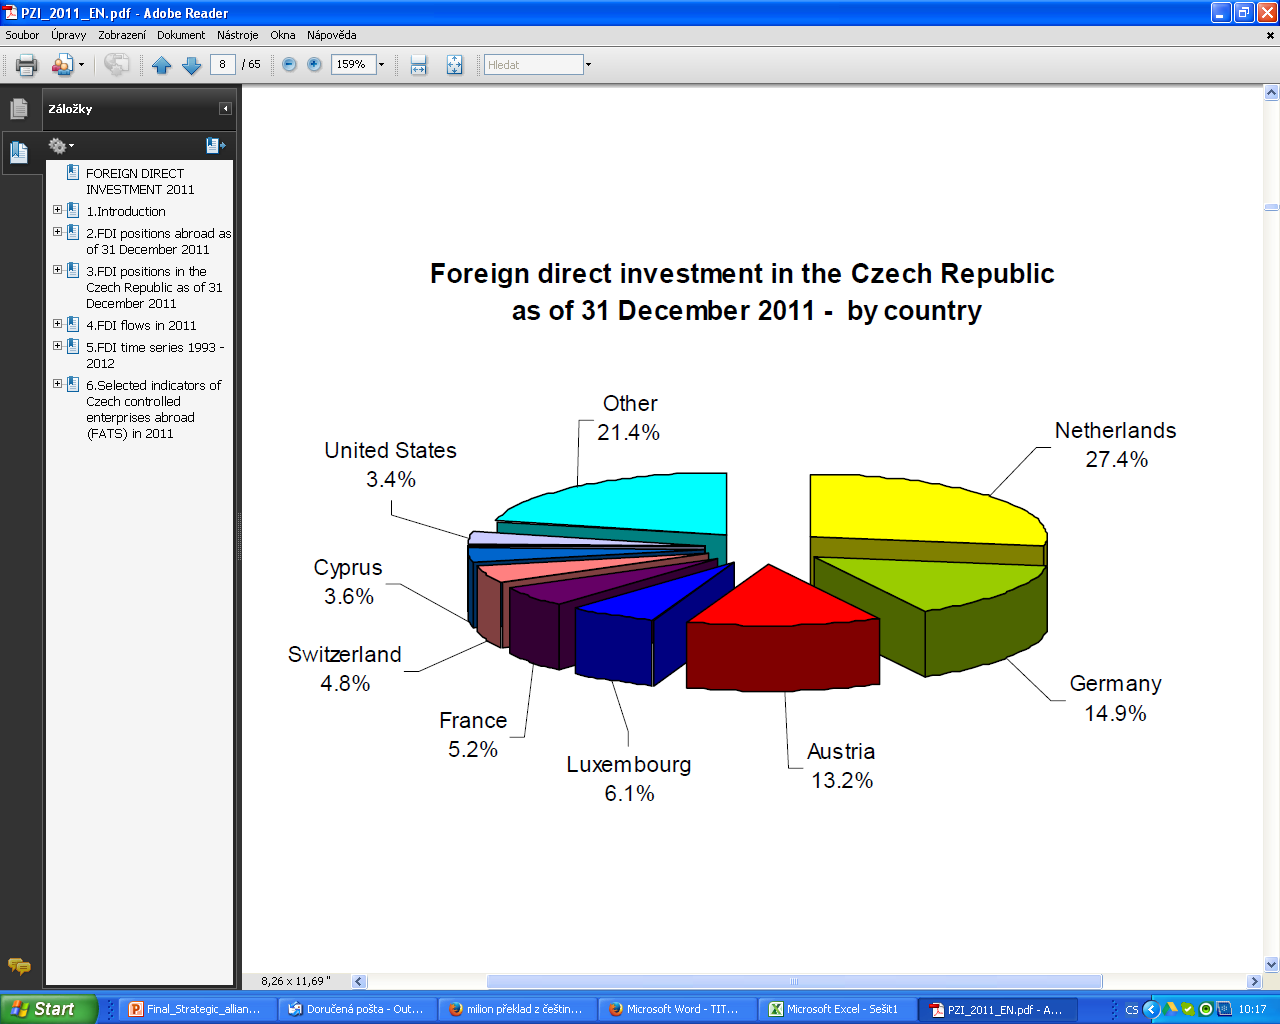 PZI_2011_EN.pdf - Adobe Reader
Soubor Úpravy Zobrazení Dokument Nástroje Okna Nápověda
8 / 65 159% Hledat
Záložky
FOREIGN DIRECT
INVESTMENT 2011
1.Introduction
2.FDI positions abroad as
of 31 December 2011
3.FDI positions in the
Czech Republic as of 31
December 2011
4.FDI flows in 2011
5.FDI time series 1993 -
2012
6.Selected indicators of
Czech controlled
enterprises abroad
(FATS) in 2011
Foreign direct investment in the Czech Republic
as of 31 December 2011 - by country
Other
21.4%
Netherlands
27.4%
United States
3.4%
Cyprus
3.6%
Switzerland
4.8%
Germany
14.9%
France
5.2%
Austria
13.2%
Luxembourg
6.1%
8,26 x 11,69 "
Start Final_Strategic_allian... Doručená pošta - Out... milion překlad z češtin... Microsoft Word - TIT... Microsoft Excel - Sešit1 PZI_2011_EN.pdf - A... CS 10:17